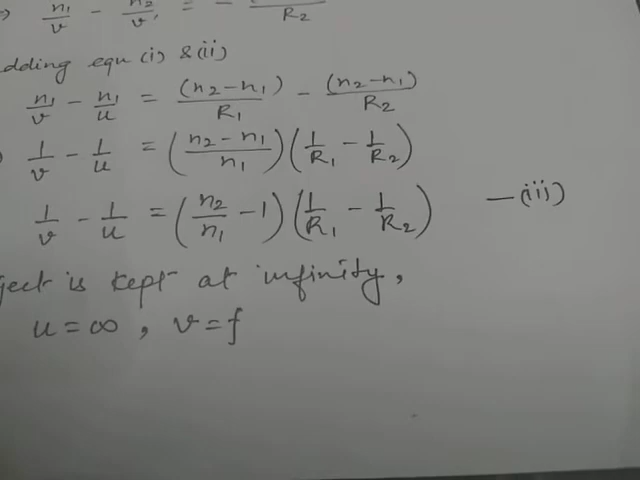 ⇒ n₁/v − n₂/v' = − / R₂
dding equ (i) & (ii)
n₁/v − n₁/u = (n₂−n₁)/R₁ − (n₂−n₁)/R₂
1/v − 1/u = ((n₂−n₁)/n₁)(1/R₁ − 1/R₂)
1/v − 1/u = (n₂/n₁ − 1)(1/R₁ − 1/R₂) —(iii)
ject is kept at infinity,
u = ∞, v = f